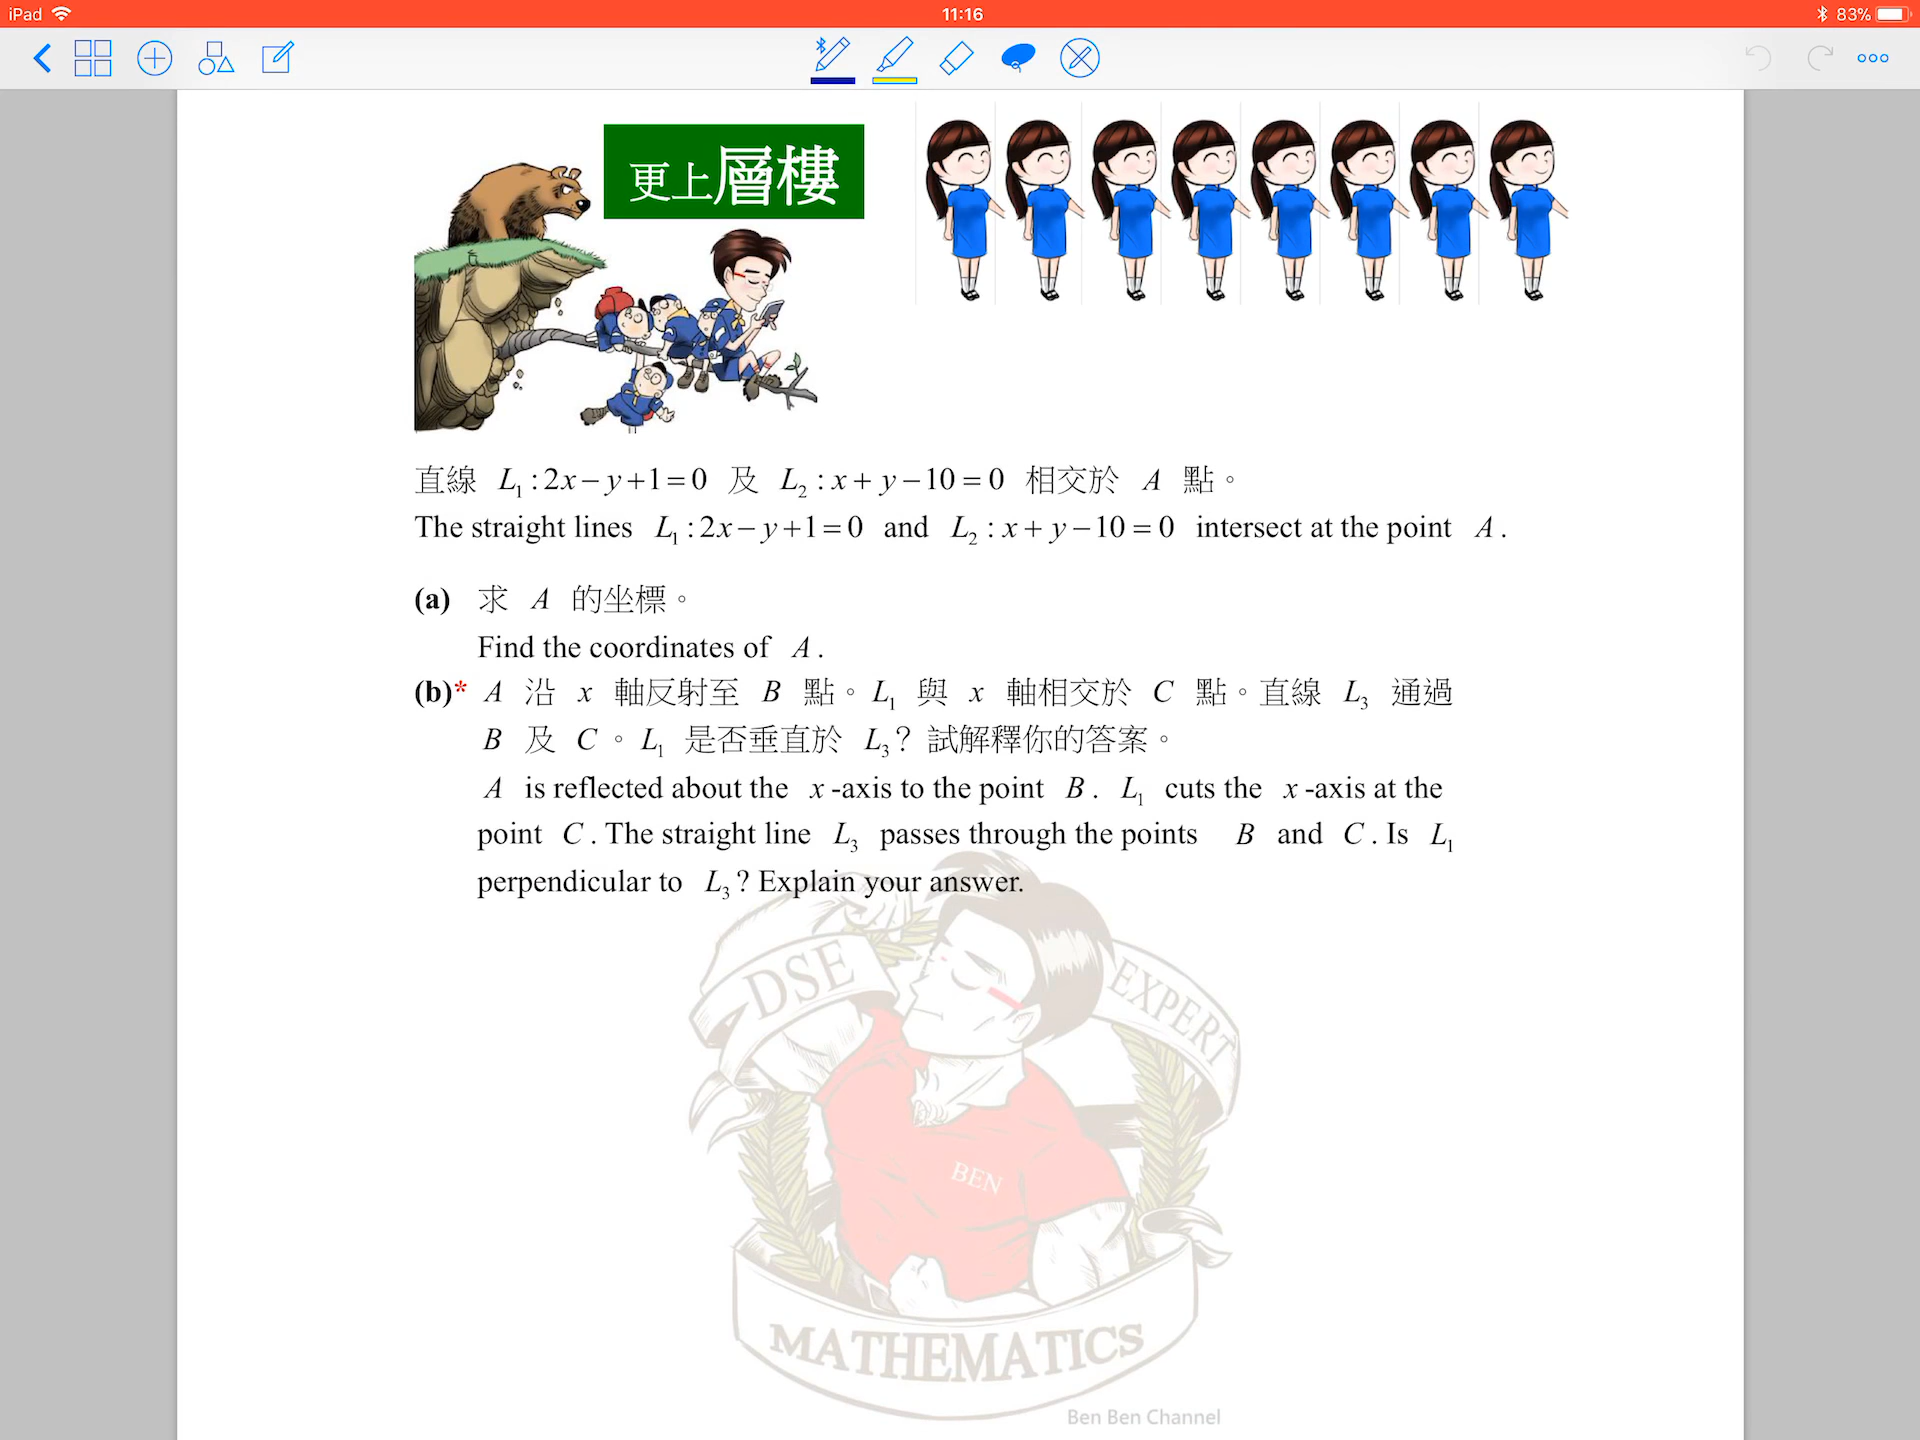 iPad
11:16
83%
更上層樓
直線 L₁ : 2x − y + 1 = 0 及 L₂ : x + y − 10 = 0 相交於 A 點。
The straight lines L₁ : 2x − y + 1 = 0 and L₂ : x + y − 10 = 0 intersect at the point A .
(a) 求 A 的坐標。
Find the coordinates of A .
(b)* A 沿 x 軸反射至 B 點。L₁ 與 x 軸相交於 C 點。直線 L₃ 通過
B 及 C 。L₁ 是否垂直於 L₃？試解釋你的答案。
A is reflected about the x -axis to the point B . L₁ cuts the x -axis at the
point C . The straight line L₃ passes through the points B and C . Is L₁
perpendicular to L₃ ? Explain your answer.
DSE
EXPERT
BEN
MATHEMATICS
Ben Ben Channel